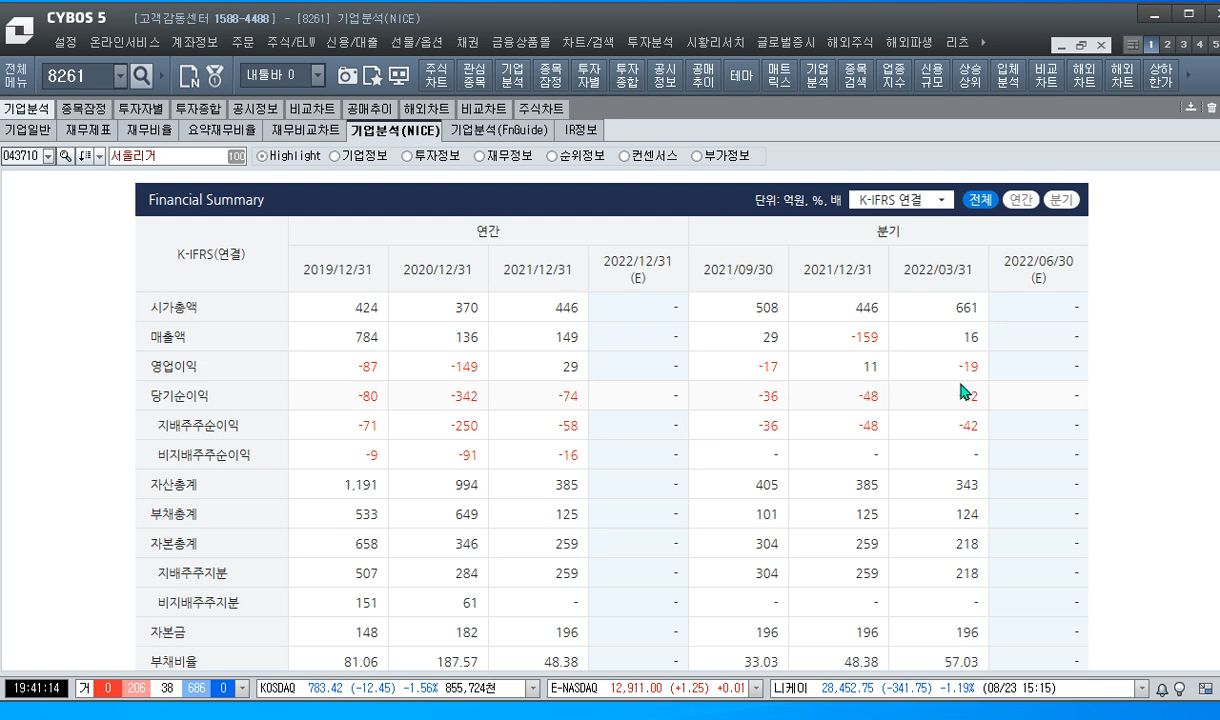 CYBOS 5 [고객감동센터 1588-4488] - [8261] 기업분석(NICE)
설정 온라인서비스 계좌정보 주문 주식/ELW 신용/대출 선물/옵션 채권 금융상품몰 차트/검색 투자분석 시황리서치 글로벌증시 해외주식 해외파생 리츠 1 2 3 4 5
전체메뉴 8261 내툴바 0 주식차트 관심종목 기업분석 종목잠정 투자자별 투자종합 공시정보 공매추이 테마 매트릭스 기업분석 종목검색 업종지수 신용규모 상승상위 입체분석 비교차트 해외차트 해외차트 상하한가
기업분석 종목잠정 투자자별 투자종합 공시정보 비교차트 공매추이 해외차트 비교차트 주식차트
기업일반 재무제표 재무비율 요약재무비율 재무비교차트 기업분석(NICE) 기업분석(FnGuide) IR정보
043710 서울리거 100 Highlight 기업정보 투자정보 재무정보 순위정보 컨센서스 부가정보
Financial Summary 단위: 억원, %, 배 K-IFRS 연결 전체 연간 분기
K-IFRS(연결) 연간 분기
2019/12/31 2020/12/31 2021/12/31 2022/12/31 (E) 2021/09/30 2021/12/31 2022/03/31 2022/06/30 (E)
시가총액 424 370 446 - 508 446 661 -
매출액 784 136 149 - 29 -159 16 -
영업이익 -87 -149 29 - -17 11 -19 -
당기순이익 -80 -342 -74 - -36 -48 2 -
지배주주순이익 -71 -250 -58 - -36 -48 -42 -
비지배주주순이익 -9 -91 -16 - - - - -
자산총계 1,191 994 385 - 405 385 343 -
부채총계 533 649 125 - 101 125 124 -
자본총계 658 346 259 - 304 259 218 -
지배주주지분 507 284 259 - 304 259 218 -
비지배주주지분 151 61 - - - - - -
자본금 148 182 196 - 196 196 196 -
부채비율 81.06 187.57 48.38 - 33.03 48.38 57.03 -
19:41:14 거 0 206 38 686 0 KOSDAQ 783.42 (-12.45) -1.56% 855,724천 E-NASDAQ 12,911.00 (+1.25) +0.01 니케이 28,452.75 (-341.75) -1.19% (08/23 15:15)